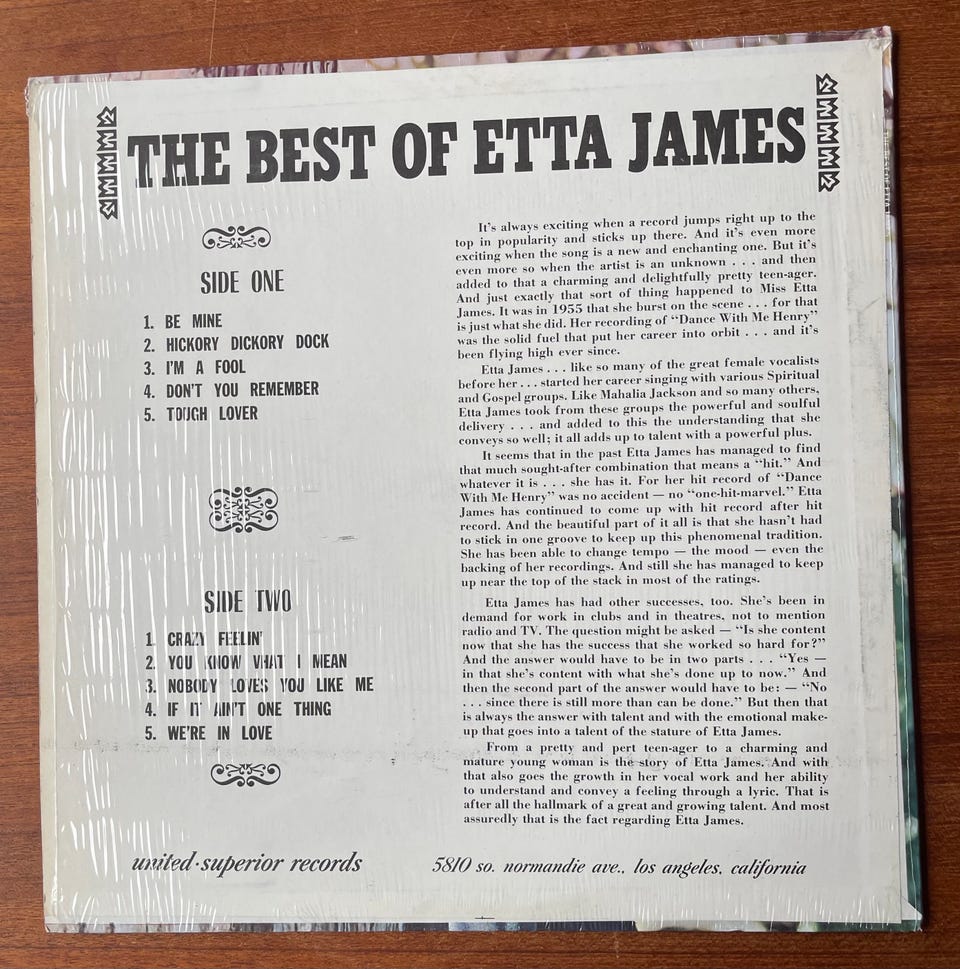 THE BEST OF ETTA JAMES
SIDE ONE
1. BE MINE
2. HICKORY DICKORY DOCK
3. I'M A FOOL
4. DON'T YOU REMEMBER
5. TOUGH LOVER
SIDE TWO
1. CRAZY FEELIN'
2. YOU KNOW WHAT I MEAN
3. NOBODY LOVES YOU LIKE ME
4. IF IT AIN'T ONE THING
5. WE'RE IN LOVE
It's always exciting when a record jumps right up to the
top in popularity and sticks up there. And it's even more
exciting when the song is a new and enchanting one. But it's
even more so when the artist is an unknown . . . and then
added to that a charming and delightfully pretty teen-ager.
And just exactly that sort of thing happened to Miss Etta
James. It was in 1955 that she burst on the scene . . . for that
is just what she did. Her recording of "Dance With Me Henry"
was the solid fuel that put her career into orbit . . . and it's
been flying high ever since.
Etta James . . . like so many of the great female vocalists
before her . . . started her career singing with various Spiritual
and Gospel groups. Like Mahalia Jackson and so many others,
Etta James took from these groups the powerful and soulful
delivery . . . and added to this the understanding that she
conveys so well; it all adds up to talent with a powerful plus.
It seems that in the past Etta James has managed to find
that much sought-after combination that means a "hit." And
whatever it is . . . she has it. For her hit record of "Dance
With Me Henry" was no accident — no "one-hit-marvel." Etta
James has continued to come up with hit record after hit
record. And the beautiful part of it all is that she hasn't had
to stick in one groove to keep up this phenomenal tradition.
She has been able to change tempo — the mood — even the
backing of her recordings. And still she has managed to keep
up near the top of the stack in most of the ratings.
Etta James has had other successes, too. She's been in
demand for work in clubs and in theatres, not to mention
radio and TV. The question might be asked — "Is she content
now that she has the success that she worked so hard for?"
And the answer would have to be in two parts . . . "Yes —
in that she's content with what she's done up to now." And
then the second part of the answer would have to be: — "No
. . . since there is still more than can be done." But then that
is always the answer with talent and with the emotional make-
up that goes into a talent of the stature of Etta James.
From a pretty and pert teen-ager to a charming and
mature young woman is the story of Etta James. And with
that also goes the growth in her vocal work and her ability
to understand and convey a feeling through a lyric. That is
after all the hallmark of a great and growing talent. And most
assuredly that is the fact regarding Etta James.
united·superior records
5810 so. normandie ave., los angeles, california